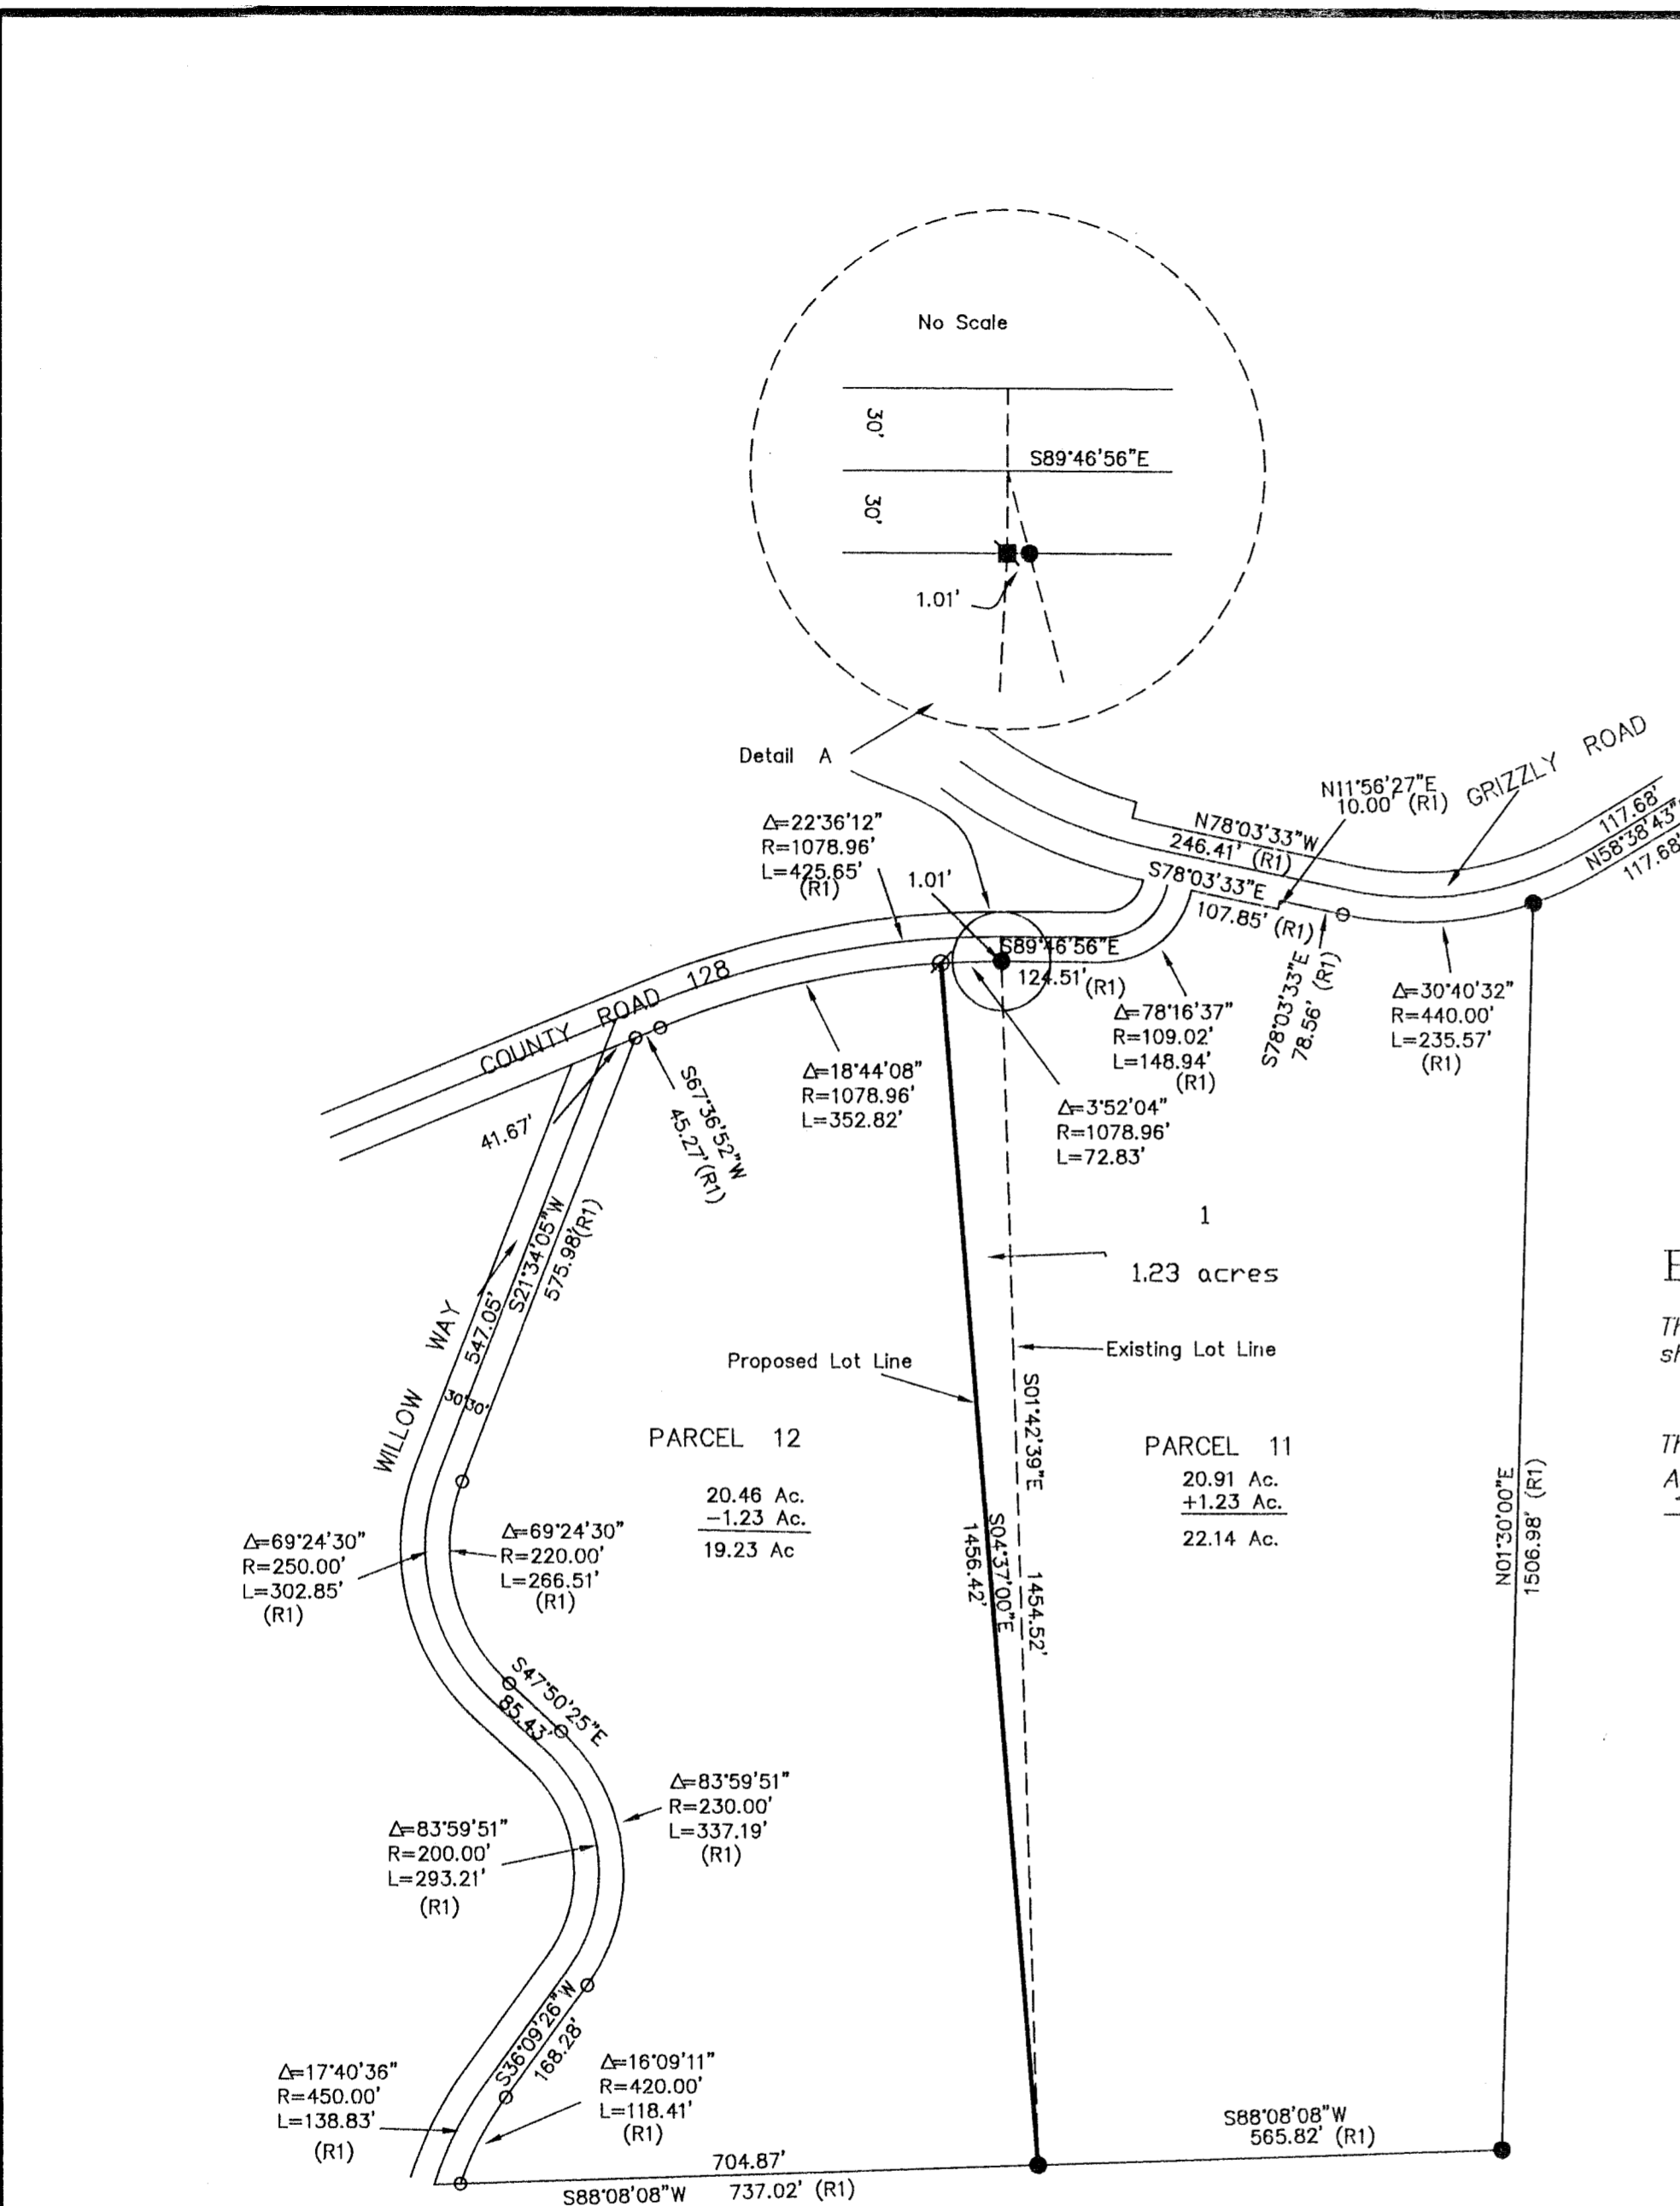 No Scale
30'
S89°46'56"E
30'
1.01'
Detail A
GRIZZLY ROAD
N11°56'27"E
10.00' (R1)
117.68'
N58°38'43"
117.68'
N78°03'33"W
246.41' (R1)
S78°03'33"E
107.85' (R1)
S78°03'33"E
78.56' (R1)
Δ=22°36'12"
R=1078.96'
L=425.65'
(R1)
1.01'
S89°46'56"E
124.51' (R1)
Δ=78°16'37"
R=109.02'
L=148.94'
(R1)
Δ=30°40'32"
R=440.00'
L=235.57'
(R1)
COUNTY ROAD 128
41.67'
S67°36'52"W
45.27' (R1)
Δ=18°44'08"
R=1078.96'
L=352.82'
Δ=3°52'04"
R=1078.96'
L=72.83'
1
1.23 acres
WILLOW WAY
547.05'
S21°34'05"W
575.98' (R1)
30' 30'
Proposed Lot Line
Existing Lot Line
S01°42'39"E 1454.52'
S04°37'00"E
1456.42'
PARCEL 12
20.46 Ac.
-1.23 Ac.
19.23 Ac
PARCEL 11
20.91 Ac.
+1.23 Ac.
22.14 Ac.
N01°30'00"E
1506.98' (R1)
Δ=69°24'30"
R=250.00'
L=302.85'
(R1)
Δ=69°24'30"
R=220.00'
L=266.51'
(R1)
S47°50'25"E
85.43'
Δ=83°59'51"
R=230.00'
L=337.19'
(R1)
Δ=83°59'51"
R=200.00'
L=293.21'
(R1)
S36°09'26"W
168.28'
Δ=17°40'36"
R=450.00'
L=138.83'
(R1)
Δ=16°09'11"
R=420.00'
L=118.41'
(R1)
704.87'
S88°08'08"W 737.02' (R1)
S88°08'08"W
565.82' (R1)